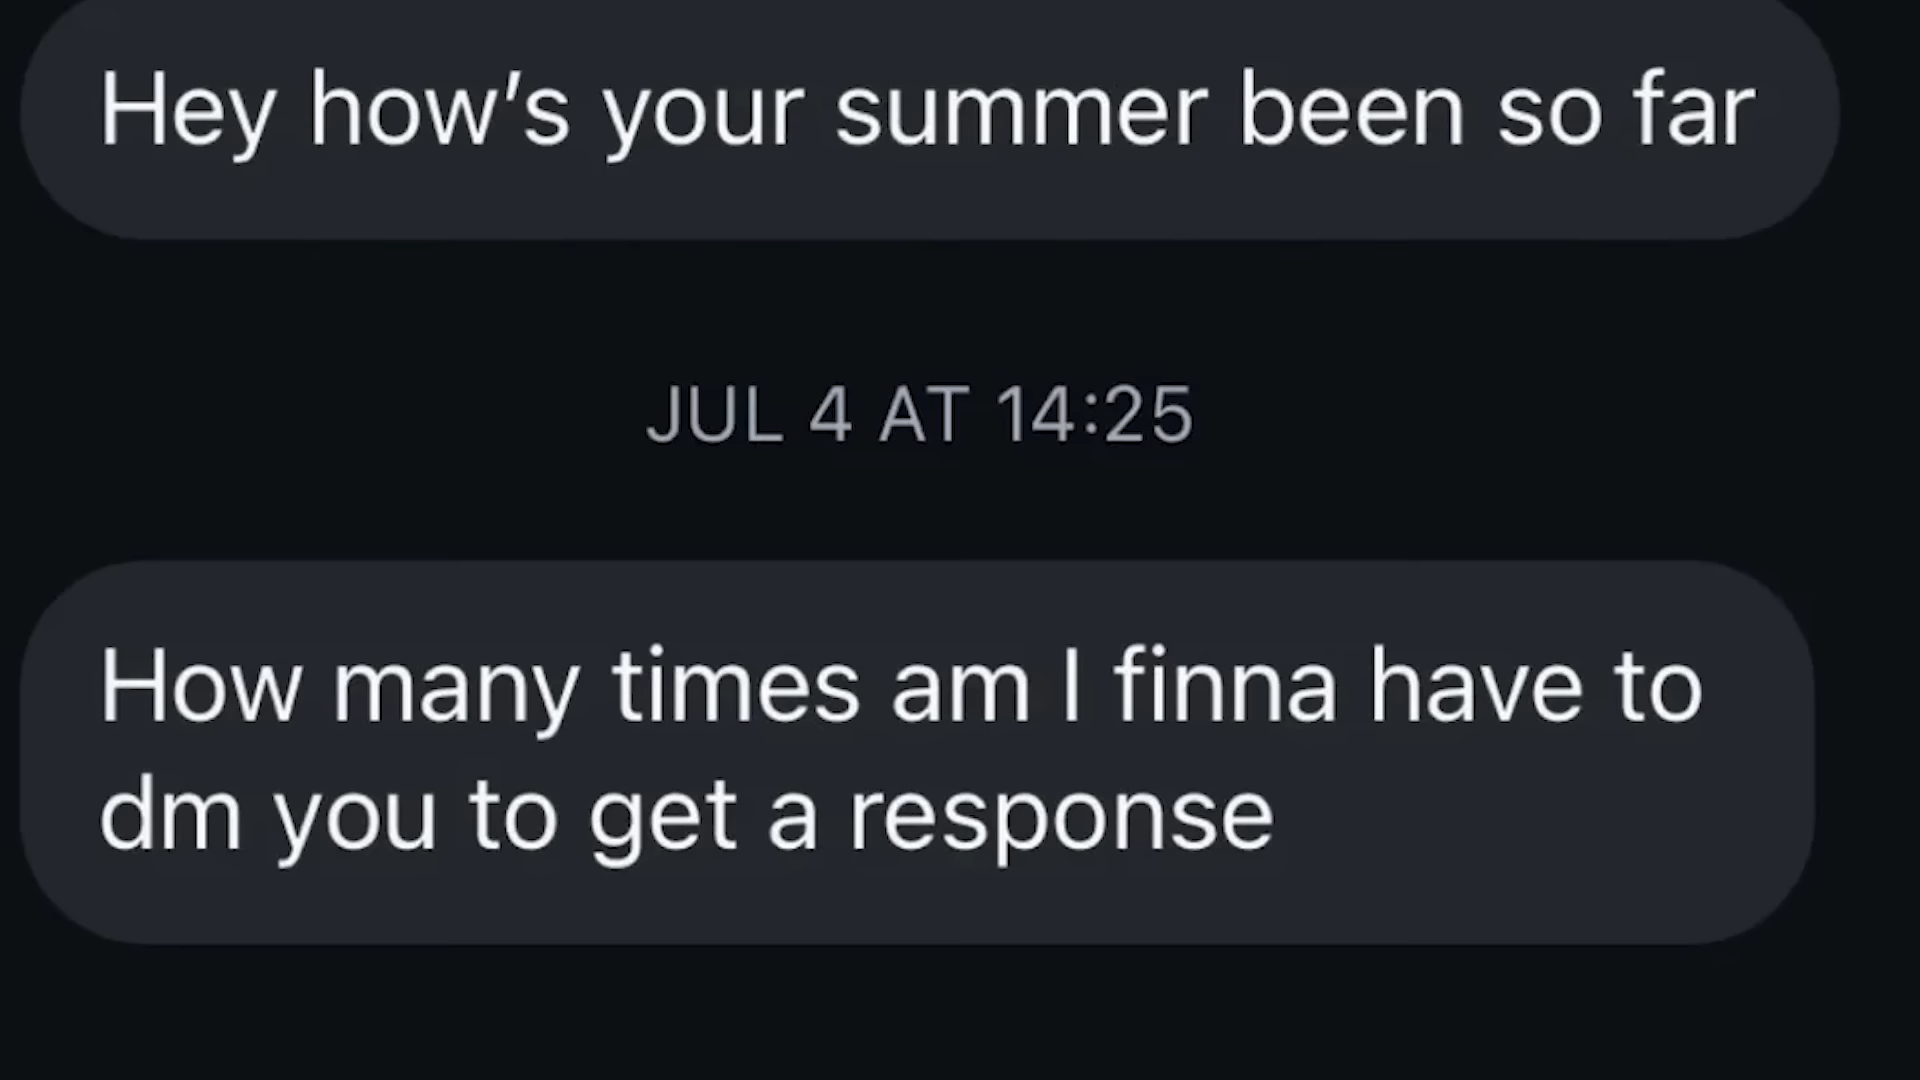 Hey how’s your summer been so far
JUL 4 AT 14:25
How many times am I finna have to
dm you to get a response